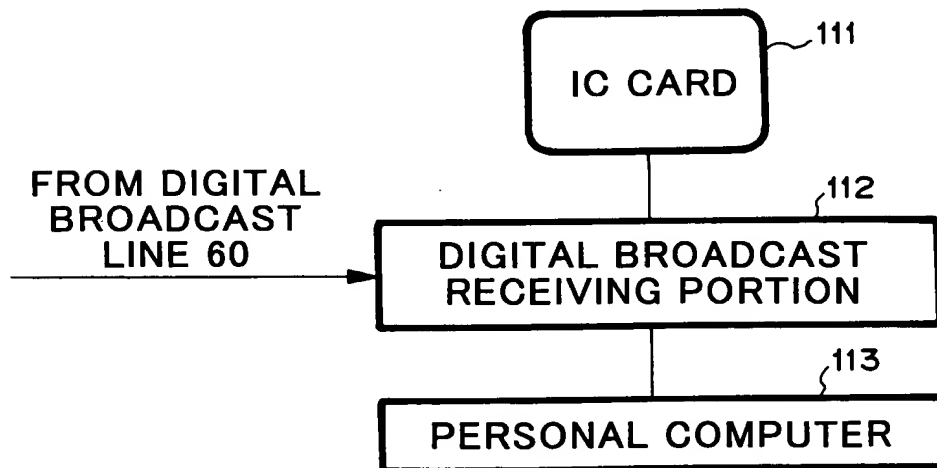 111
IC CARD
FROM DIGITAL
BROADCAST
LINE 60
112
DIGITAL BROADCAST
RECEIVING PORTION
113
PERSONAL COMPUTER